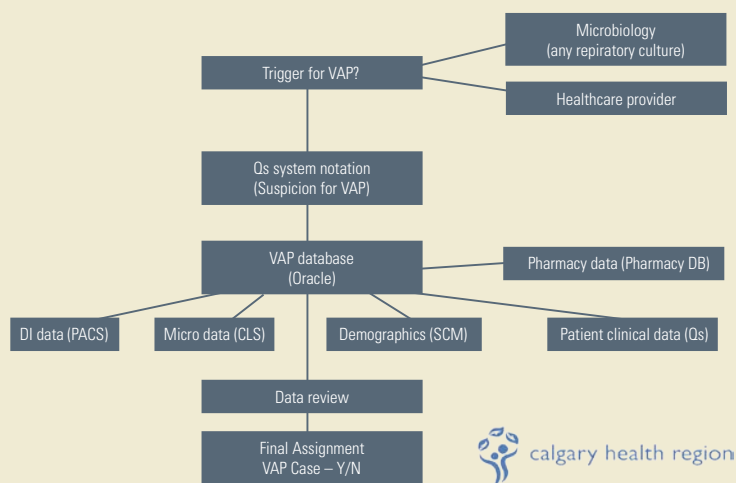 Microbiology
(any repiratory culture)
Trigger for VAP?
Healthcare provider
Qs system notation
(Suspicion for VAP)
VAP database
(Oracle)
Pharmacy data (Pharmacy DB)
DI data (PACS)
Micro data (CLS)
Demographics (SCM)
Patient clinical data (Qs)
Data review
Final Assignment
VAP Case – Y/N
calgary health region